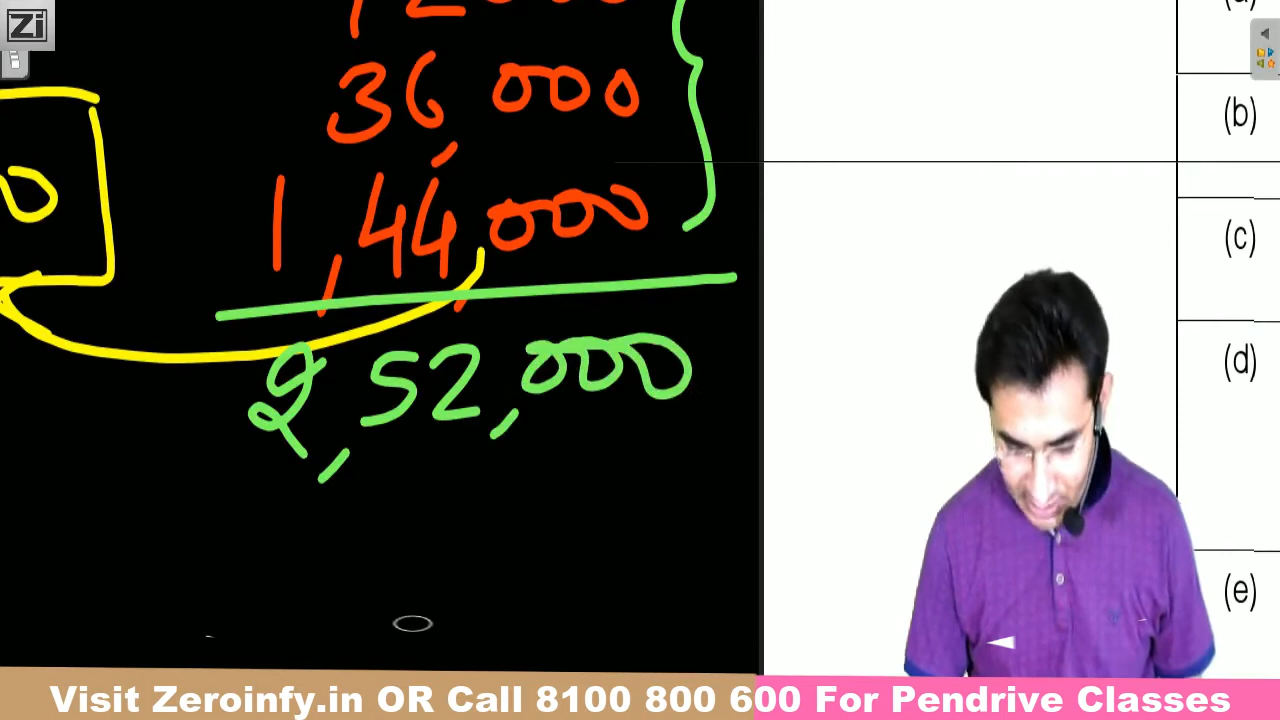 Zi
(b)
36,000
0
1,44,000
(c)
2,52,000
(d)
(e)
Visit Zeroinfy.in OR Call 8100 800 600 For Pendrive Classes